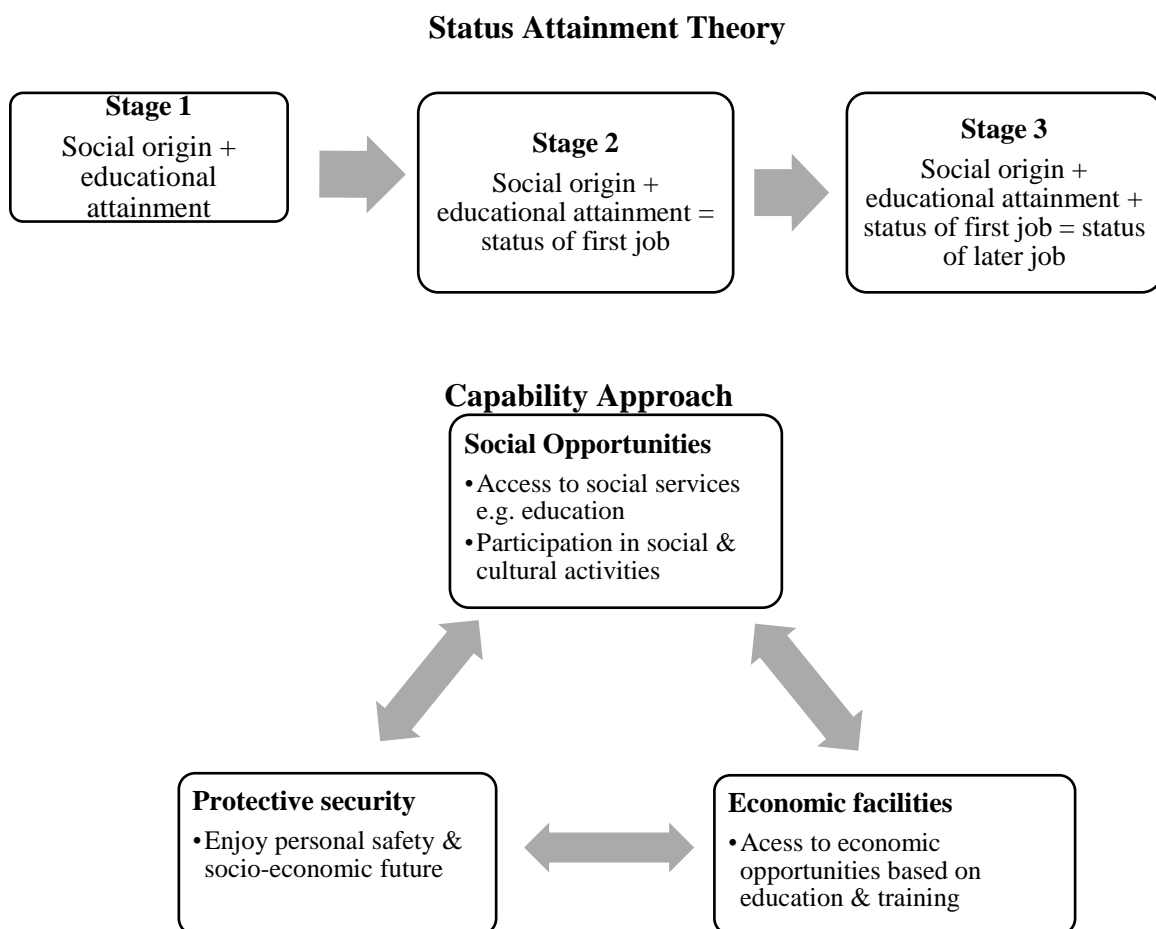 Status Attainment Theory
Stage 1
Social origin +
educational
attainment
Stage 2
Social origin +
educational attainment =
status of first job
Stage 3
Social origin +
educational attainment +
status of first job = status
of later job
Capability Approach
Social Opportunities
•Access to social services
e.g. education
•Participation in social &
cultural activities
Protective security
•Enjoy personal safety &
socio-economic future
Economic facilities
•Acess to economic
opportunities based on
education & training